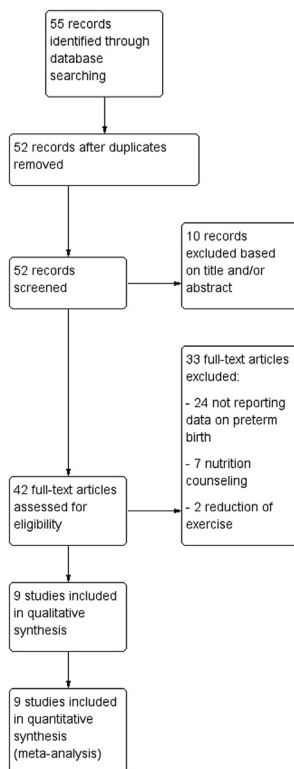 55 records
identified through
database
searching
52 records after duplicates
removed
52 records
screened
10 records
excluded based
on title and/or
abstract
33 full-text articles
excluded:
- 24 not reporting
data on preterm
birth
- 7 nutrition
counseling
- 2 reduction of
exercise
42 full-text articles
assessed for
eligibility
9 studies included
in qualitative
synthesis
9 studies included
in quantitative
synthesis
(meta-analysis)